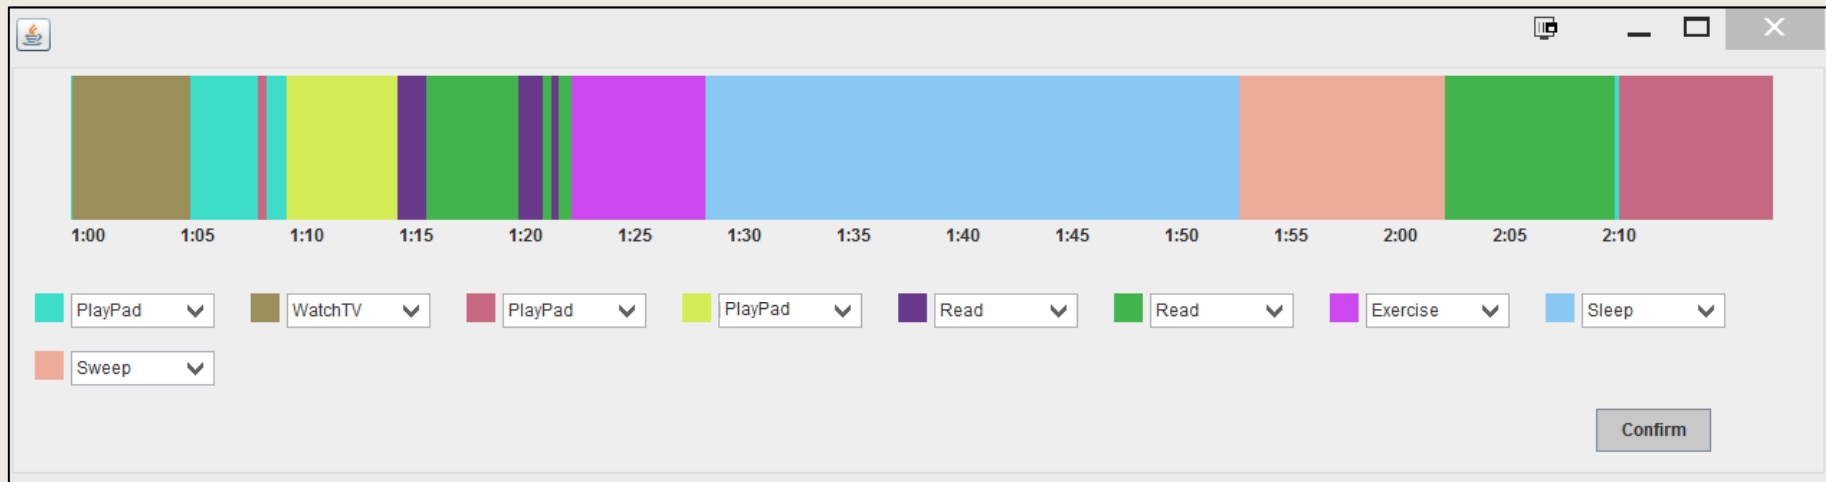 1:00 1:05 1:10 1:15 1:20 1:25 1:30 1:35 1:40 1:45 1:50 1:55 2:00 2:05 2:10
PlayPad WatchTV PlayPad PlayPad Read Read Exercise Sleep
Sweep
Confirm